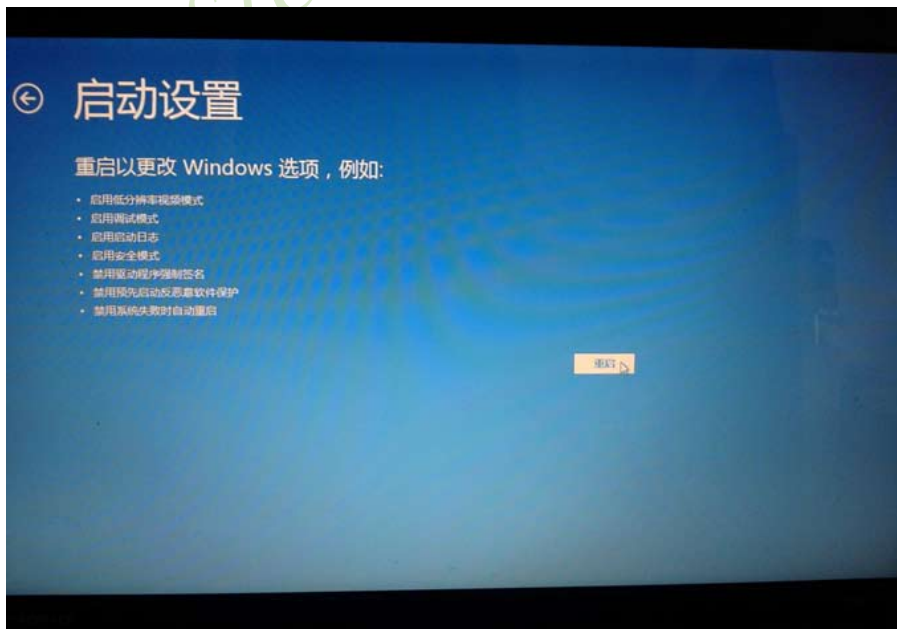 启动设置
重启以更改 Windows 选项，例如:
• 启用低分辨率视频模式
• 启用调试模式
• 启用启动日志
• 启用安全模式
• 禁用驱动程序强制签名
• 禁用预先启动反恶意软件保护
• 禁用系统失败时自动重启
重启